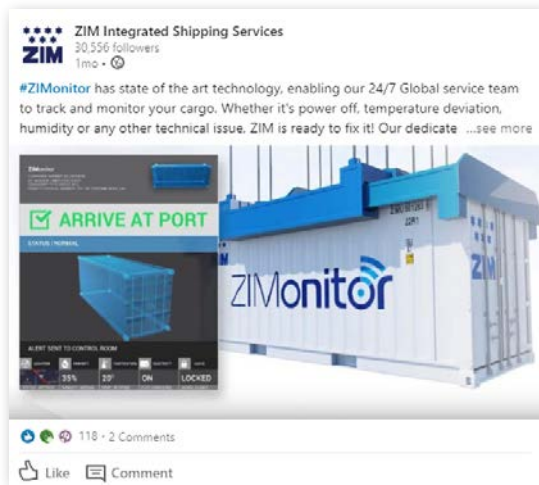 ZIM Integrated Shipping Services
ZIM
30,556 followers
1mo •
#ZIMonitor has state of the art technology, enabling our 24/7 Global service team
to track and monitor your cargo. Whether it's power off, temperature deviation,
humidity or any other technical issue. ZIM is ready to fix it! Our dedicate ...see more
ZIMonitor
ARRIVE AT PORT
STATUS / NORMAL
ALERT SENT TO CONTROL ROOM
35%
20°
ON
LOCKED
22R1
ZIM
ZIMonitor
ZIM
118 • 2 Comments
Like
Comment